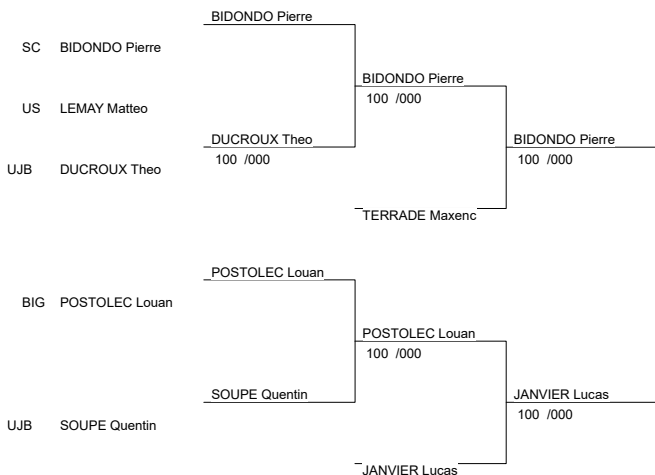 BIDONDO Pierre
SC BIDONDO Pierre
BIDONDO Pierre
100 /000
US LEMAY Matteo
DUCROUX Theo
100 /000
BIDONDO Pierre
100 /000
UJB DUCROUX Theo
TERRADE Maxenc
POSTOLEC Louan
BIG POSTOLEC Louan
POSTOLEC Louan
100 /000
SOUPE Quentin
JANVIER Lucas
100 /000
UJB SOUPE Quentin
JANVIER Lucas